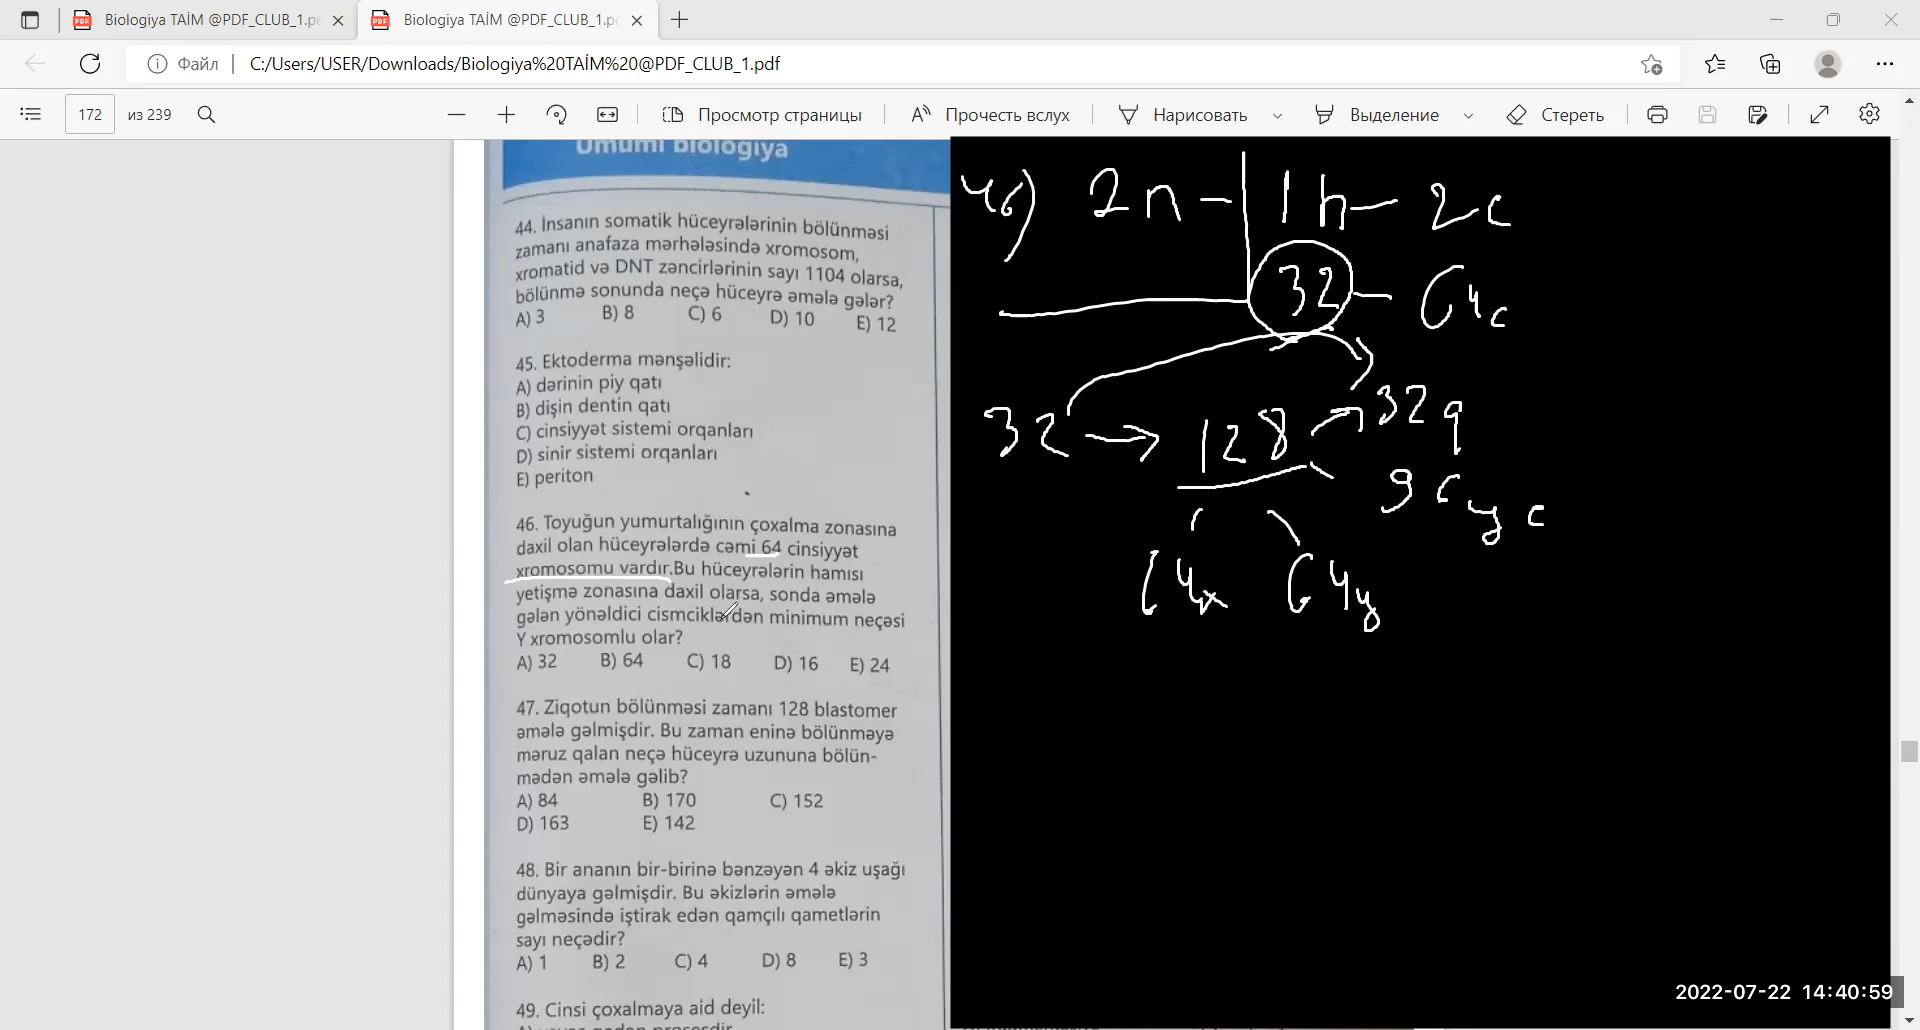 Biologiya TAİM @PDF_CLUB_1.p
Biologiya TAİM @PDF_CLUB_1.p
Файл
C:/Users/USER/Downloads/Biologiya%20TAİM%20@PDF_CLUB_1.pdf
172 из 239
Просмотр страницы
Прочесть вслух
Нарисовать
Выделение
Стереть
Ümumi biologiya
44. İnsanın somatik hüceyrələrinin bölünməsi
zamanı anafaza mərhələsində xromosom,
xromatid və DNT zəncirlərinin sayı 1104 olarsa,
bölünmə sonunda neçə hüceyrə əmələ gələr?
A) 3 B) 8 C) 6 D) 10 E) 12
45. Ektoderma mənşəlidir:
A) dərinin piy qatı
B) dişin dentin qatı
C) cinsiyyət sistemi orqanları
D) sinir sistemi orqanları
E) periton
46. Toyuğun yumurtalığının çoxalma zonasına
daxil olan hüceyrələrdə cəmi 64 cinsiyyət
xromosomu vardır.Bu hüceyrələrin hamısı
yetişmə zonasına daxil olarsa, sonda əmələ
gələn yönəldici cismciklərdən minimum neçəsi
Y xromosomlu olar?
A) 32 B) 64 C) 18 D) 16 E) 24
47. Ziqotun bölünməsi zamanı 128 blastomer
əmələ gəlmişdir. Bu zaman eninə bölünməyə
məruz qalan neçə hüceyrə uzununa bölün-
mədən əmələ gəlib?
A) 84 B) 170 C) 152
D) 163 E) 142
48. Bir ananın bir-birinə bənzəyən 4 əkiz uşağı
dünyaya gəlmişdir. Bu əkizlərin əmələ
gəlməsində iştirak edən qamçılı qametlərin
sayı neçədir?
A) 1 B) 2 C) 4 D) 8 E) 3
49. Cinsi çoxalmaya aid deyil:
46) 2n - 1h - 2c
32 - 64c
32 → 128 → 32q
96yc
64x 64y
2022-07-22 14:40:59